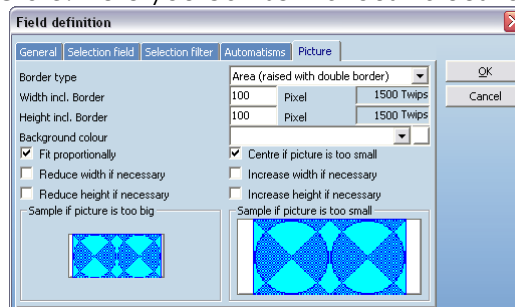 Field definition
General Selection field Selection filter Automatisms Picture
Border type Area (raised with double border) OK
Width incl. Border 100 Pixel 1500 Twips Cancel
Height incl. Border 100 Pixel 1500 Twips
Background colour
Fit proportionally Centre if picture is too small
Reduce width if necessary Increase width if necessary
Reduce height if necessary Increase height if necessary
Sample if picture is too big Sample if picture is too small